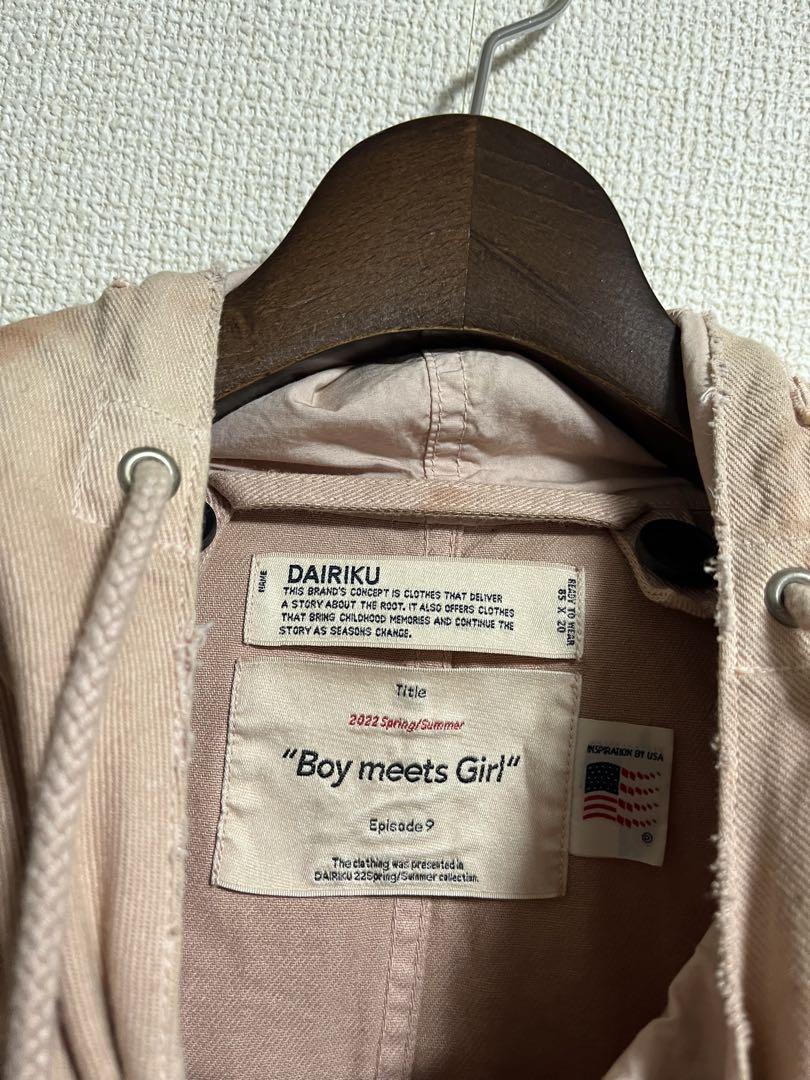 NAME
DAIRIKU
THIS BRAND'S CONCEPT IS CLOTHES THAT DELIVER
A STORY ABOUT THE ROOT. IT ALSO OFFERS CLOTHES
THAT BRING CHILDHOOD MEMORIES AND CONTINUE THE
STORY AS SEASONS CHANGE.
READY TO WEAR
85 X 20
Title
2022 Spring/Summer
"Boy meets Girl"
Episode 9
The clothing was presented in
DAIRIKU 22Spring/Summer collection.
INSPIRATION BY USA